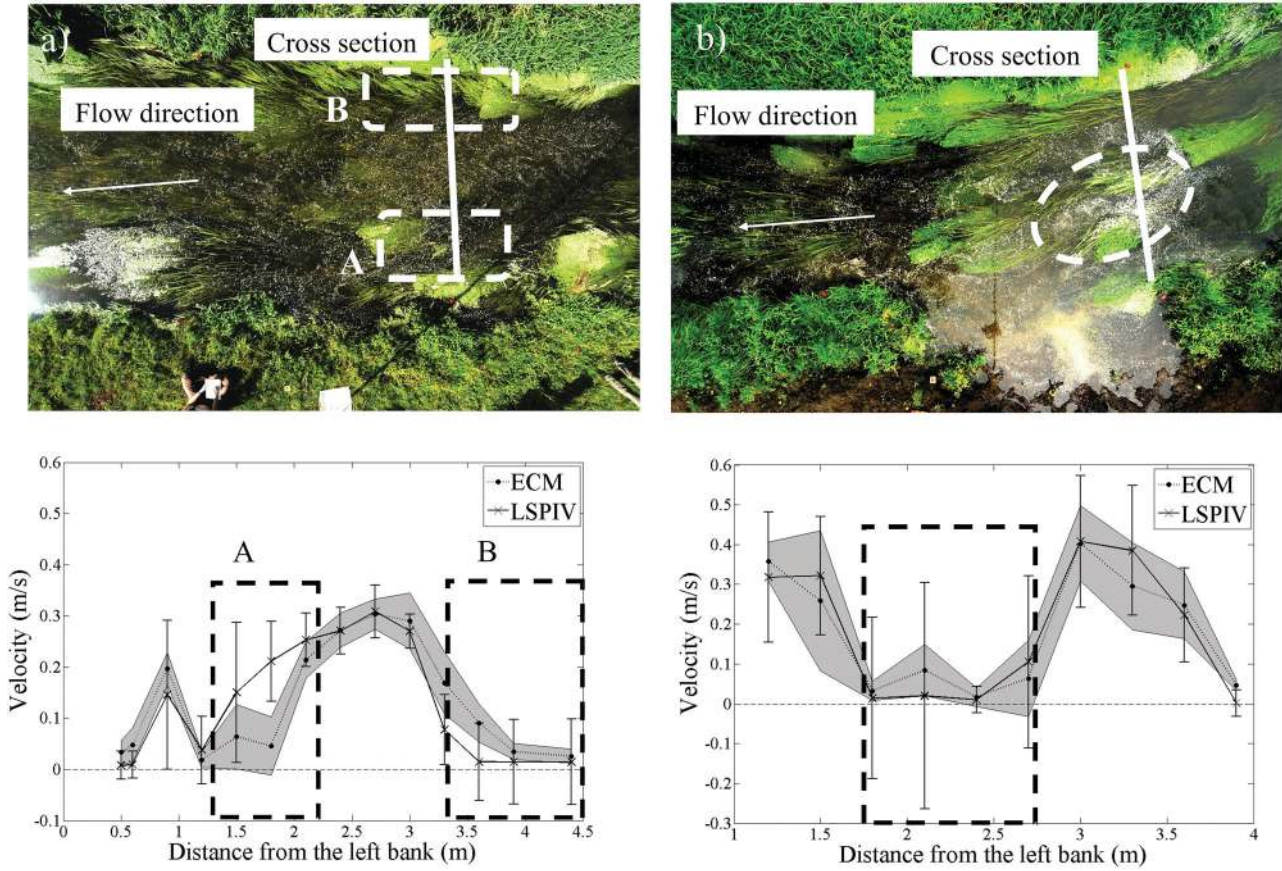 a)
Cross section
B
Flow direction
A
b)
Cross section
Flow direction
0.6
0.5
0.4
0.3
0.2
0.1
0
-0.1
Velocity (m/s)
ECM
LSPIV
A
B
0 0.5 1 1.5 2 2.5 3 3.5 4 4.5
Distance from the left bank (m)
0.6
0.5
0.4
0.3
0.2
0.1
0
-0.1
-0.2
-0.3
Velocity (m/s)
ECM
LSPIV
1 1.5 2 2.5 3 3.5 4
Distance from the left bank (m)